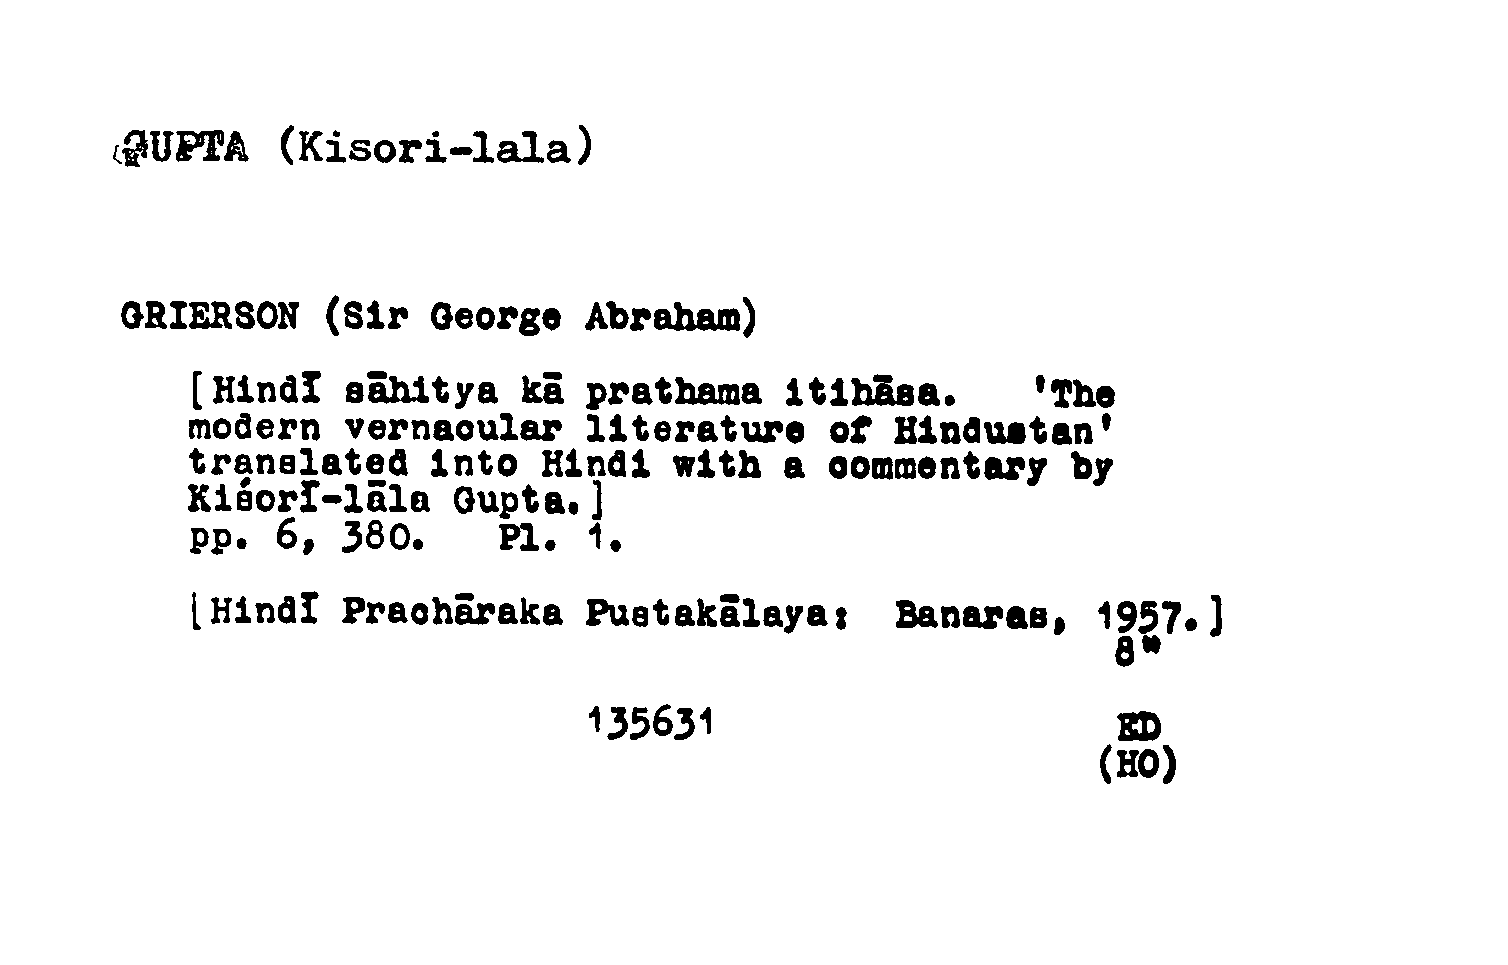 GUPTA (Kisori-lala)
GRIERSON (Sir George Abraham)
[Hindī sāhitya kā prathama itihāsa. 'The
modern vernacular literature of Hindustan'
translated into Hindi with a commentary by
Kiśorī-lāla Gupta.]
pp. 6, 380. Pl. 1.
[Hindī Prachāraka Pustakālaya: Banaras, 1957.]
8"
135631 ED
(HO)